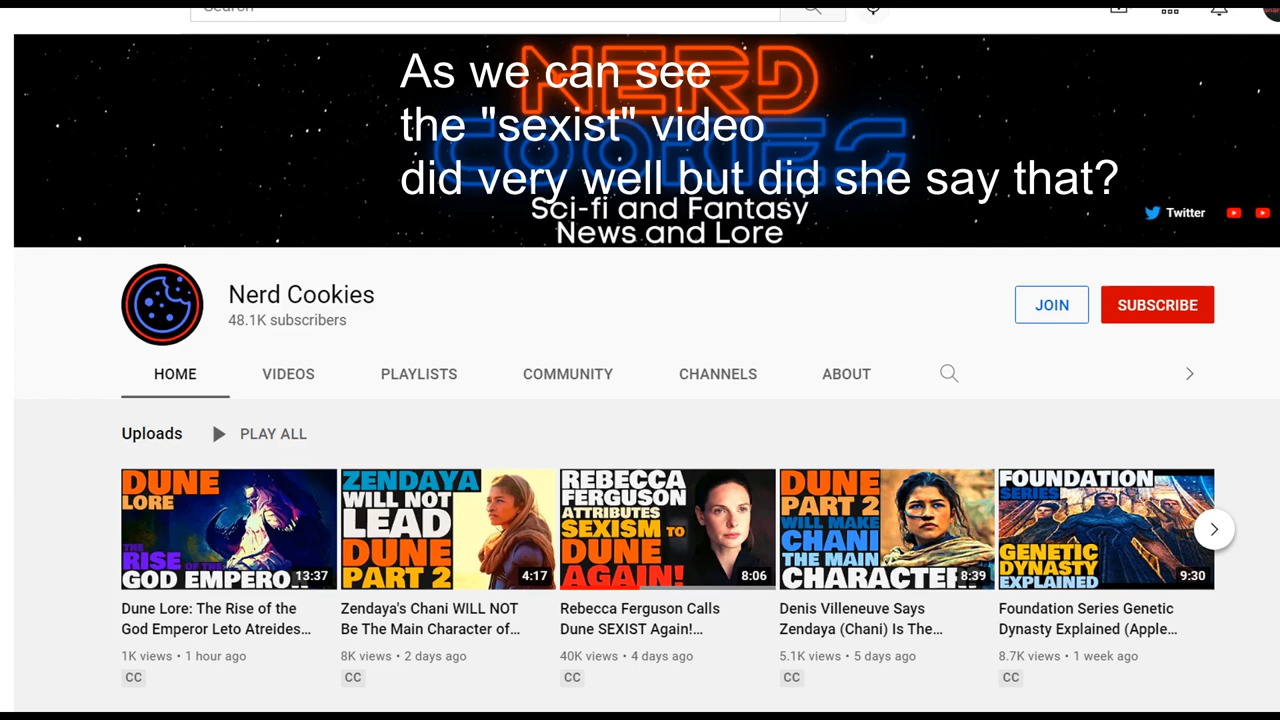 Search
NERD
COOKIES
As we can see
the "sexist" video
did very well but did she say that?
Sci-fi and Fantasy
News and Lore
Twitter
Nerd Cookies
48.1K subscribers
JOIN
SUBSCRIBE
HOME
VIDEOS
PLAYLISTS
COMMUNITY
CHANNELS
ABOUT
Uploads
PLAY ALL
DUNE
LORE
THE
RISE OF THE
GOD EMPERO
13:37
ZENDAYA
WILL NOT
LEAD
DUNE
PART 2
4:17
REBECCA
FERGUSON
ATTRIBUTES
SEXISM TO
DUNE
AGAIN!
8:06
DUNE
PART 2
WILL MAKE
CHANI
THE MAIN
CHARACTER
8:39
FOUNDATION
SERIES
GENETIC
DYNASTY
EXPLAINED
9:30
Dune Lore: The Rise of the
God Emperor Leto Atreides...
1K views • 1 hour ago
CC
Zendaya's Chani WILL NOT
Be The Main Character of...
8K views • 2 days ago
CC
Rebecca Ferguson Calls
Dune SEXIST Again!...
40K views • 4 days ago
CC
Denis Villeneuve Says
Zendaya (Chani) Is The...
5.1K views • 5 days ago
CC
Foundation Series Genetic
Dynasty Explained (Apple...
8.7K views • 1 week ago
CC